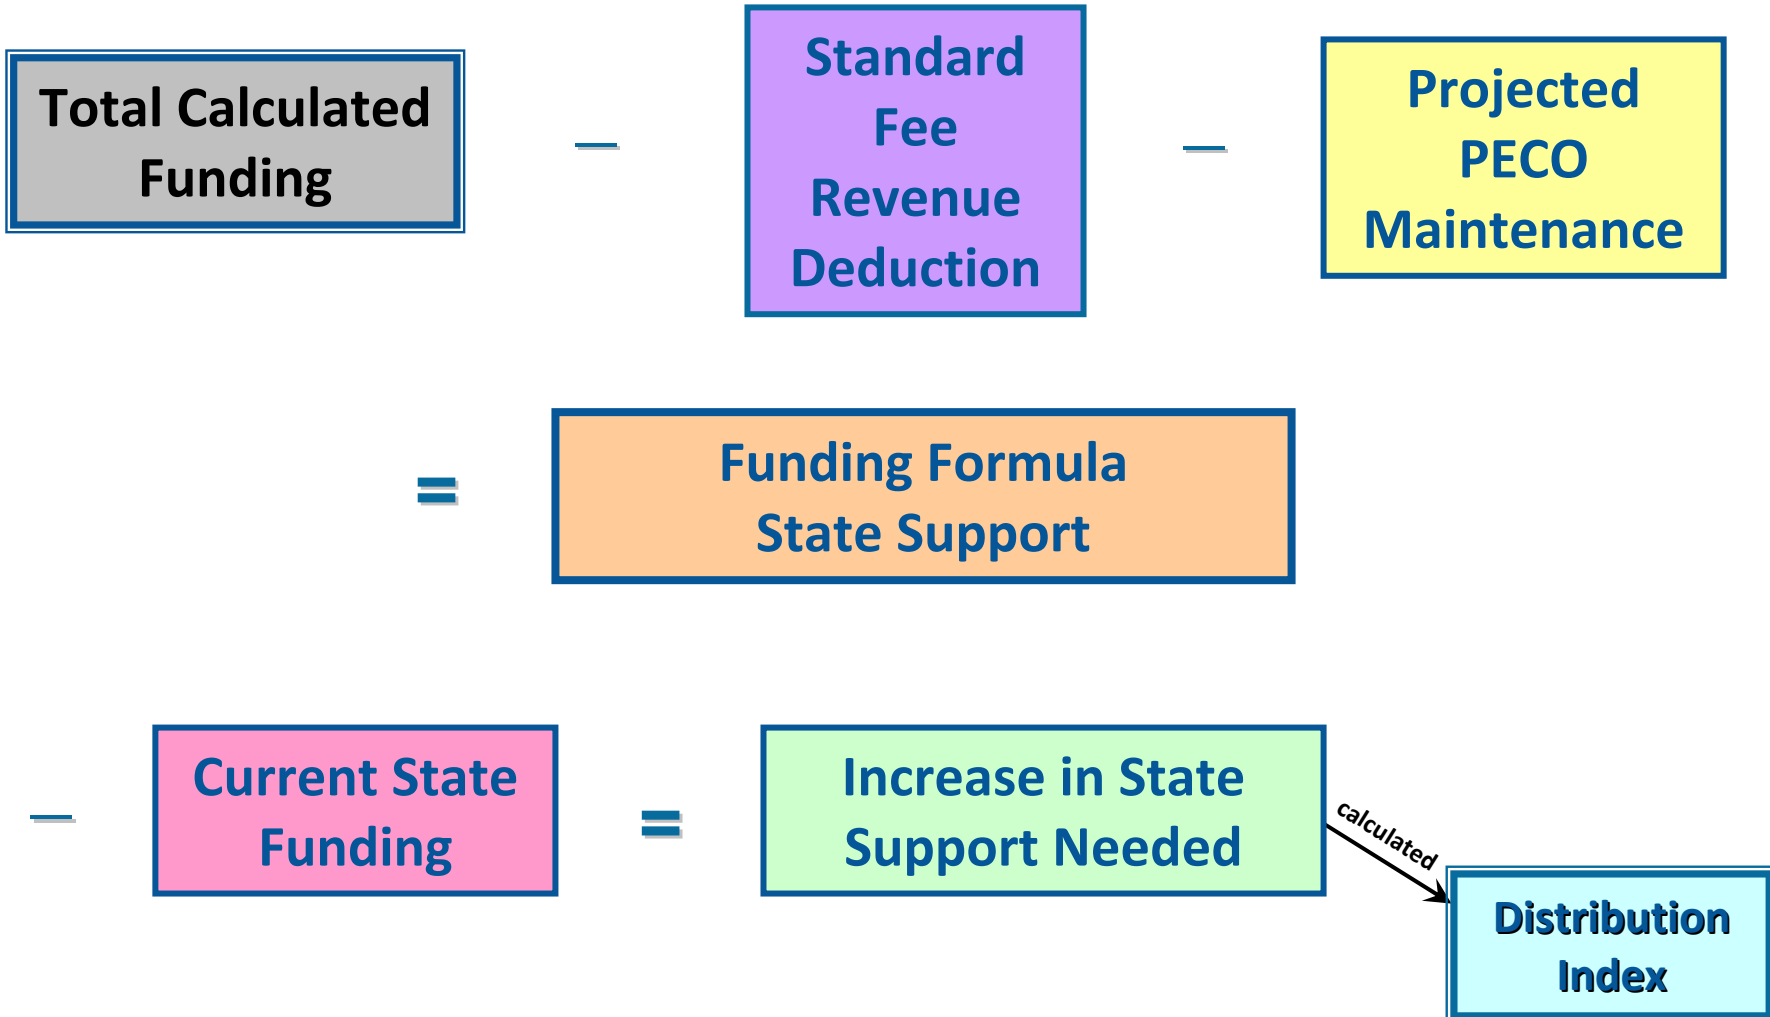 Total Calculated
Funding
—
Standard
Fee
Revenue
Deduction
—
Projected
PECO
Maintenance
=
Funding Formula
State Support
—
Current State
Funding
=
Increase in State
Support Needed
calculated
Distribution
Index